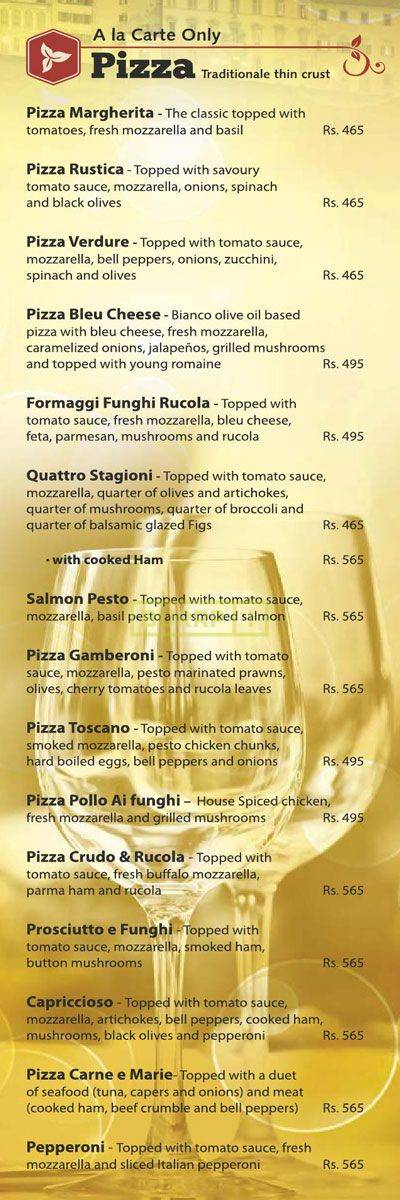 A la Carte Only
Pizza Traditionale thin crust
Pizza Margherita - The classic topped with
tomatoes, fresh mozzarella and basil Rs. 465
Pizza Rustica - Topped with savoury
tomato sauce, mozzarella, onions, spinach
and black olives Rs. 465
Pizza Verdure - Topped with tomato sauce,
mozzarella, bell peppers, onions, zucchini,
spinach and olives Rs. 465
Pizza Bleu Cheese - Bianco olive oil based
pizza with bleu cheese, fresh mozzarella,
caramelized onions, jalapeños, grilled mushrooms
and topped with young romaine Rs. 495
Formaggi Funghi Rucola - Topped with
tomato sauce, fresh mozzarella, bleu cheese,
feta, parmesan, mushrooms and rucola Rs. 495
Quattro Stagioni - Topped with tomato sauce,
mozzarella, quarter of olives and artichokes,
quarter of mushrooms, quarter of broccoli and
quarter of balsamic glazed Figs Rs. 465
• with cooked Ham Rs. 565
Salmon Pesto - Topped with tomato sauce,
mozzarella, basil pesto and smoked salmon Rs. 565
Pizza Gamberoni - Topped with tomato
sauce, mozzarella, pesto marinated prawns,
olives, cherry tomatoes and rucola leaves Rs. 565
Pizza Toscano - Topped with tomato sauce,
smoked mozzarella, pesto chicken chunks,
hard boiled eggs, bell peppers and onions Rs. 495
Pizza Pollo Ai funghi – House Spiced chicken,
fresh mozzarella and grilled mushrooms Rs. 495
Pizza Crudo & Rucola - Topped with
tomato sauce, fresh buffalo mozzarella,
parma ham and rucola Rs. 565
Prosciutto e Funghi - Topped with
tomato sauce, mozzarella, smoked ham,
button mushrooms Rs. 565
Capriccioso - Topped with tomato sauce,
mozzarella, artichokes, bell peppers, cooked ham,
mushrooms, black olives and pepperoni Rs. 565
Pizza Carne e Marie- Topped with a duet
of seafood (tuna, capers and onions) and meat
(cooked ham, beef crumble and bell peppers) Rs. 565
Pepperoni - Topped with tomato sauce, fresh
mozzarella and sliced Italian pepperoni Rs. 565